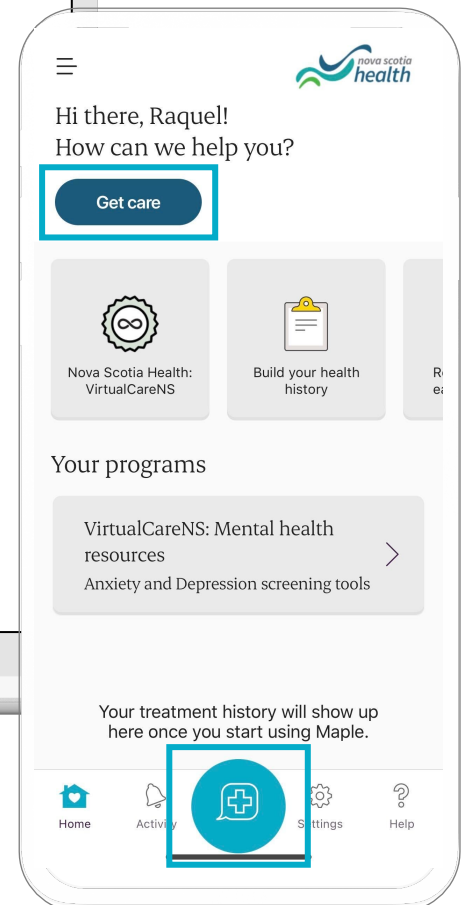 nova scotia
health
Hi there, Raquel!
How can we help you?
Get care
Nova Scotia Health:
VirtualCareNS
Build your health
history
Your programs
VirtualCareNS: Mental health
resources
Anxiety and Depression screening tools
Your treatment history will show up
here once you start using Maple.
Home
Activity
Settings
Help